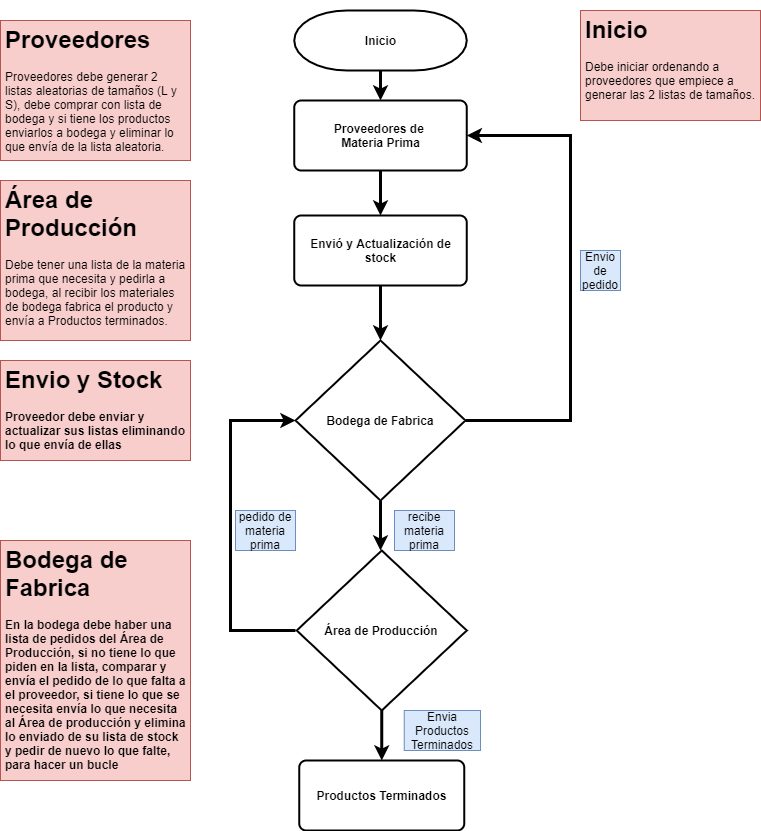 Proveedores
Proveedores debe generar 2
listas aleatorias de tamaños (L y
S), debe comprar con lista de
bodega y si tiene los productos
enviarlos a bodega y eliminar lo
que envía de la lista aleatoria.
Área de
Producción
Debe tener una lista de la materia
prima que necesita y pedirla a
bodega, al recibir los materiales
de bodega fabrica el producto y
envía a Productos terminados.
Envio y Stock
Proveedor debe enviar y
actualizar sus listas eliminando
lo que envía de ellas
Bodega de
Fabrica
En la bodega debe haber una
lista de pedidos del Área de
Producción, si no tiene lo que
piden en la lista, comparar y
envía el pedido de lo que falta a
el proveedor, si tiene lo que se
necesita envía lo que necesita
al Área de producción y elimina
lo enviado de su lista de stock
y pedir de nuevo lo que falte,
para hacer un bucle
Inicio
Proveedores de
Materia Prima
Envió y Actualización de
stock
Bodega de Fabrica
pedido de
materia
prima
recibe
materia
prima
Área de Producción
Envia
Productos
Terminados
Productos Terminados
Inicio
Debe iniciar ordenando a
proveedores que empiece a
generar las 2 listas de tamaños.
Envio
de
pedido